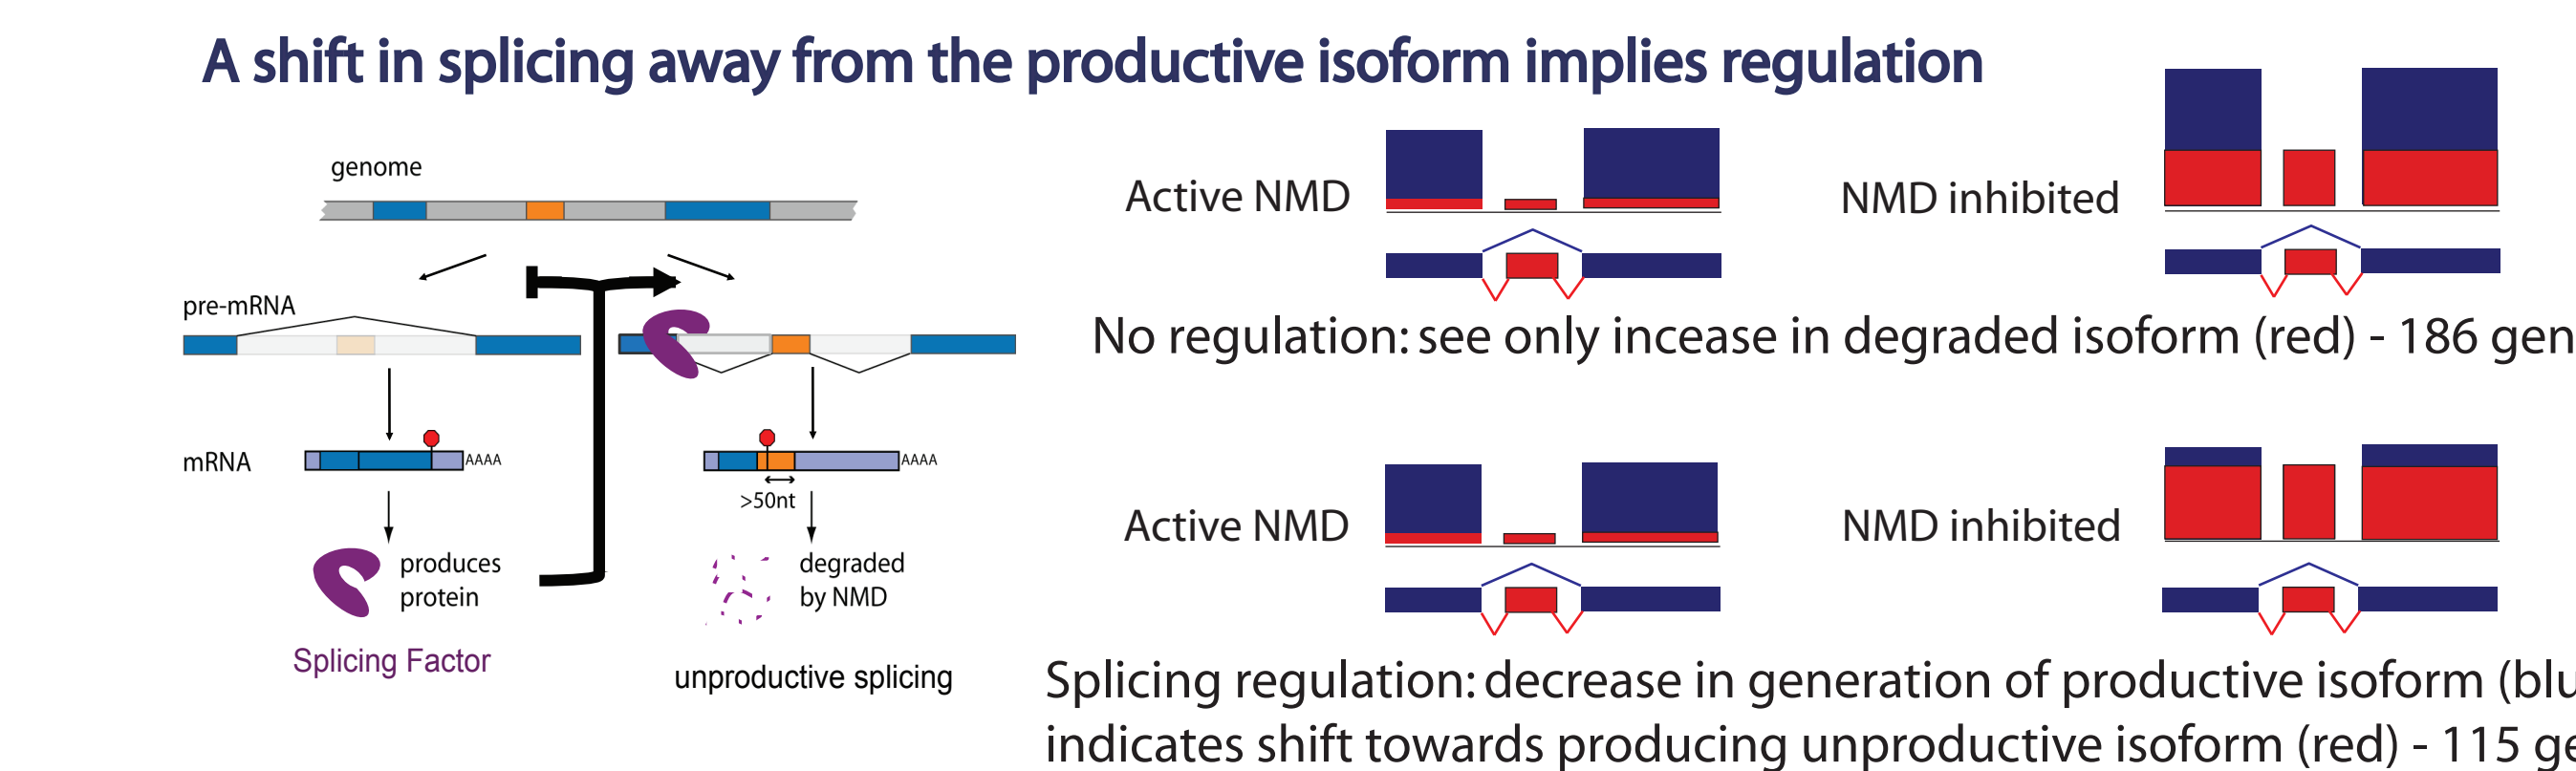 A shift in splicing away from the productive isoform implies regulation
genome
pre-mRNA
mRNA
AAAA
AAAA
>50nt
produces
protein
degraded
by NMD
Splicing Factor
unproductive splicing
Active NMD
NMD inhibited
No regulation: see only incease in degraded isoform (red) - 186 gen
Active NMD
NMD inhibited
Splicing regulation: decrease in generation of productive isoform (blu
indicates shift towards producing unproductive isoform (red) - 115 ge